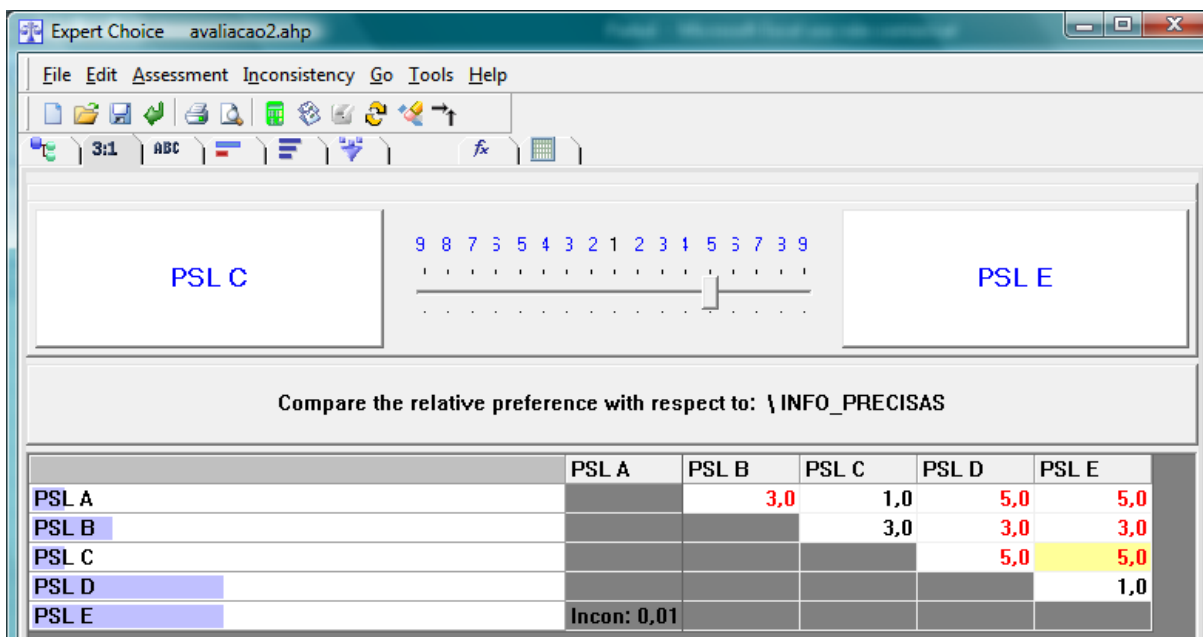 Expert Choice avaliacao2.ahp
File Edit Assessment Inconsistency Go Tools Help
3:1 ABC fx
PSL C
9 8 7 6 5 4 3 2 1 2 3 4 5 6 7 8 9
PSL E
Compare the relative preference with respect to: \ INFO_PRECISAS
PSL A PSL B PSL C PSL D PSL E
PSL A 3,0 1,0 5,0 5,0
PSL B 3,0 3,0 3,0
PSL C 5,0 5,0
PSL D 1,0
PSL E Incon: 0,01